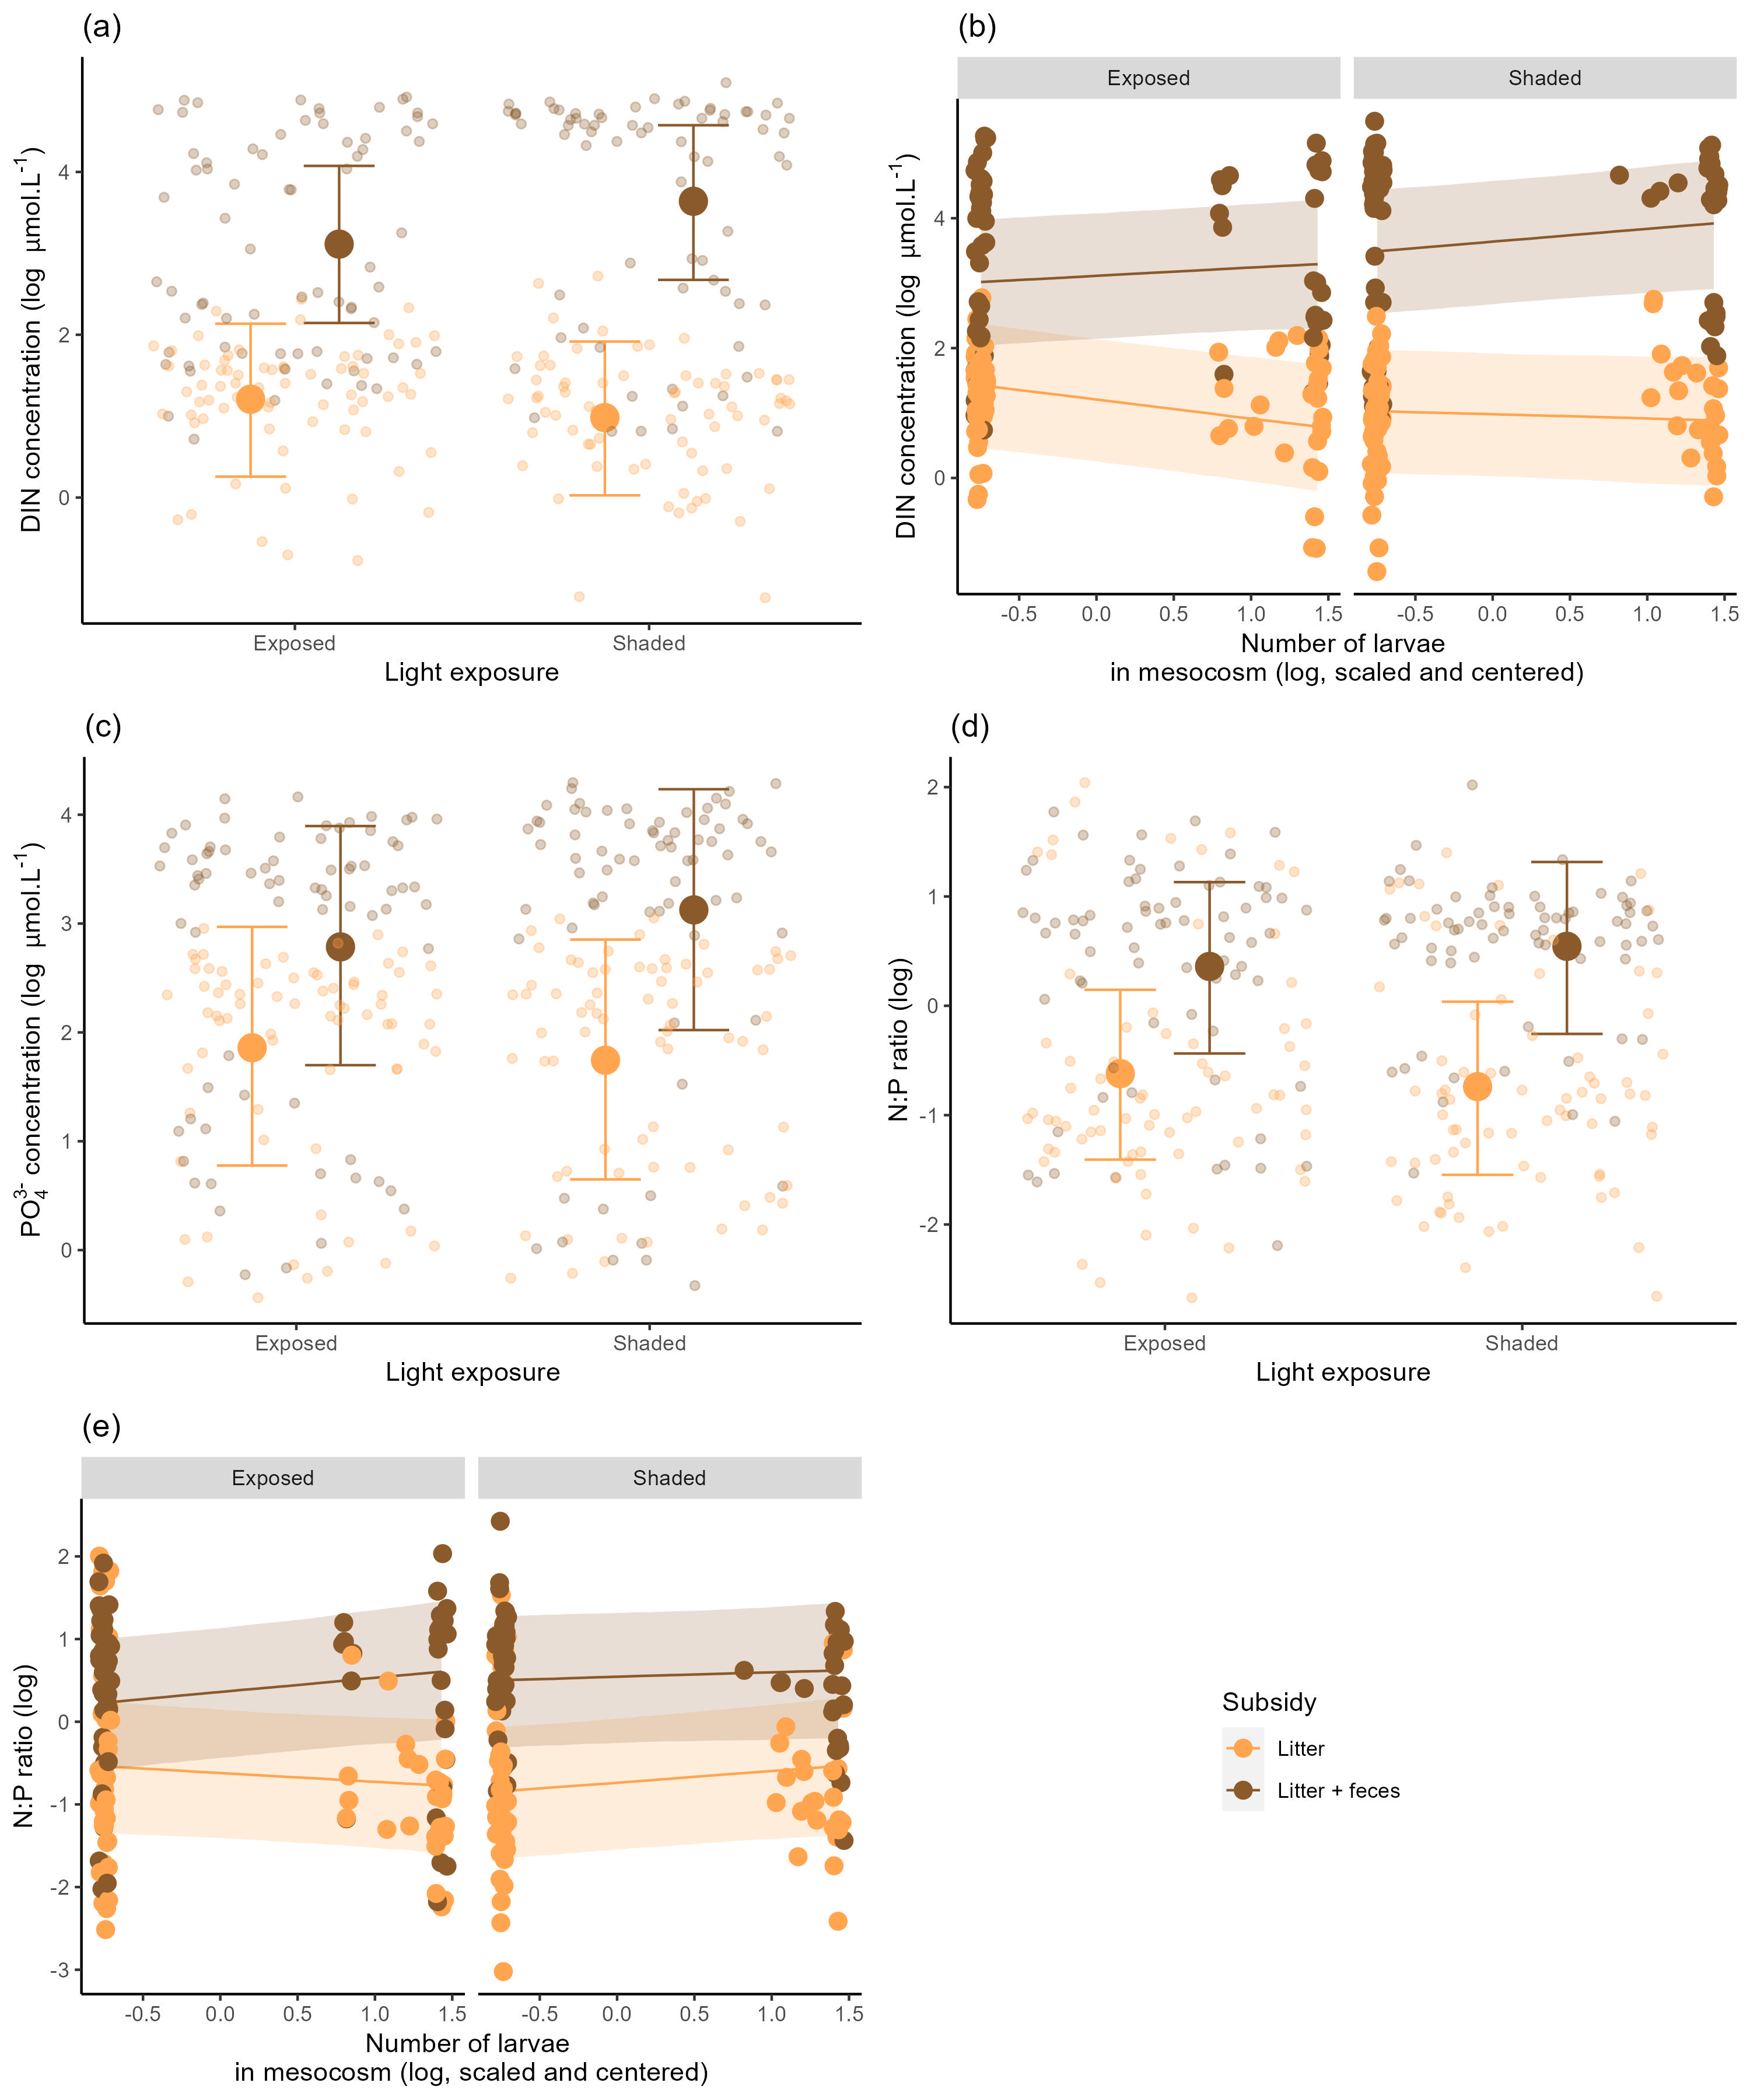 (a)
DIN concentration (log µmol.L-1)
4
2
0
Exposed
Shaded
Light exposure
(b)
Exposed
Shaded
DIN concentration (log µmol.L-1)
4
2
0
-0.5 0.0 0.5 1.0 1.5
-0.5 0.0 0.5 1.0 1.5
Number of larvae
in mesocosm (log, scaled and centered)
(c)
PO43- concentration (log µmol.L-1)
4
3
2
1
0
Exposed
Shaded
Light exposure
(d)
N:P ratio (log)
2
1
0
-1
-2
Exposed
Shaded
Light exposure
(e)
Exposed
Shaded
N:P ratio (log)
2
1
0
-1
-2
-3
-0.5 0.0 0.5 1.0 1.5
-0.5 0.0 0.5 1.0 1.5
Number of larvae
in mesocosm (log, scaled and centered)
Subsidy
Litter
Litter + feces